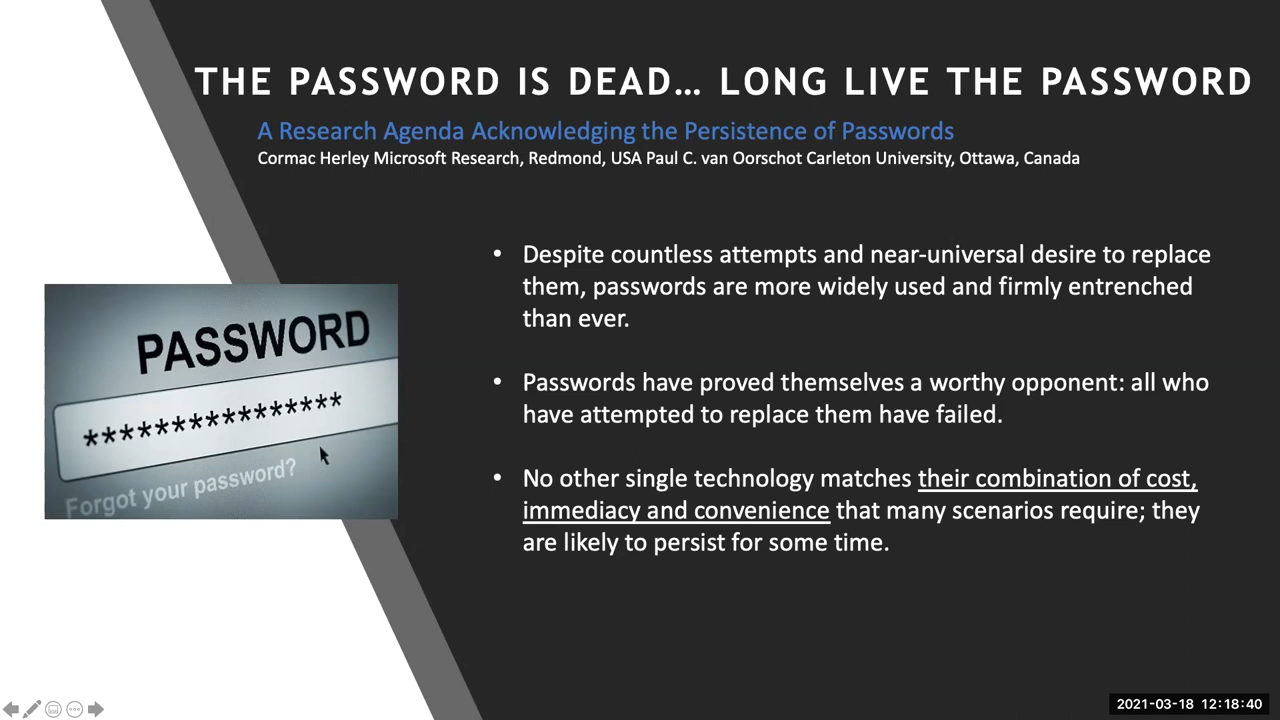 THE PASSWORD IS DEAD... LONG LIVE THE PASSWORD
A Research Agenda Acknowledging the Persistence of Passwords
Cormac Herley Microsoft Research, Redmond, USA Paul C. van Oorschot Carleton University, Ottawa, Canada
• Despite countless attempts and near-universal desire to replace
them, passwords are more widely used and firmly entrenched
than ever.
• Passwords have proved themselves a worthy opponent: all who
have attempted to replace them have failed.
• No other single technology matches their combination of cost,
immediacy and convenience that many scenarios require; they
are likely to persist for some time.
PASSWORD
***************
Forgot your password?
2021-03-18 12:18:40